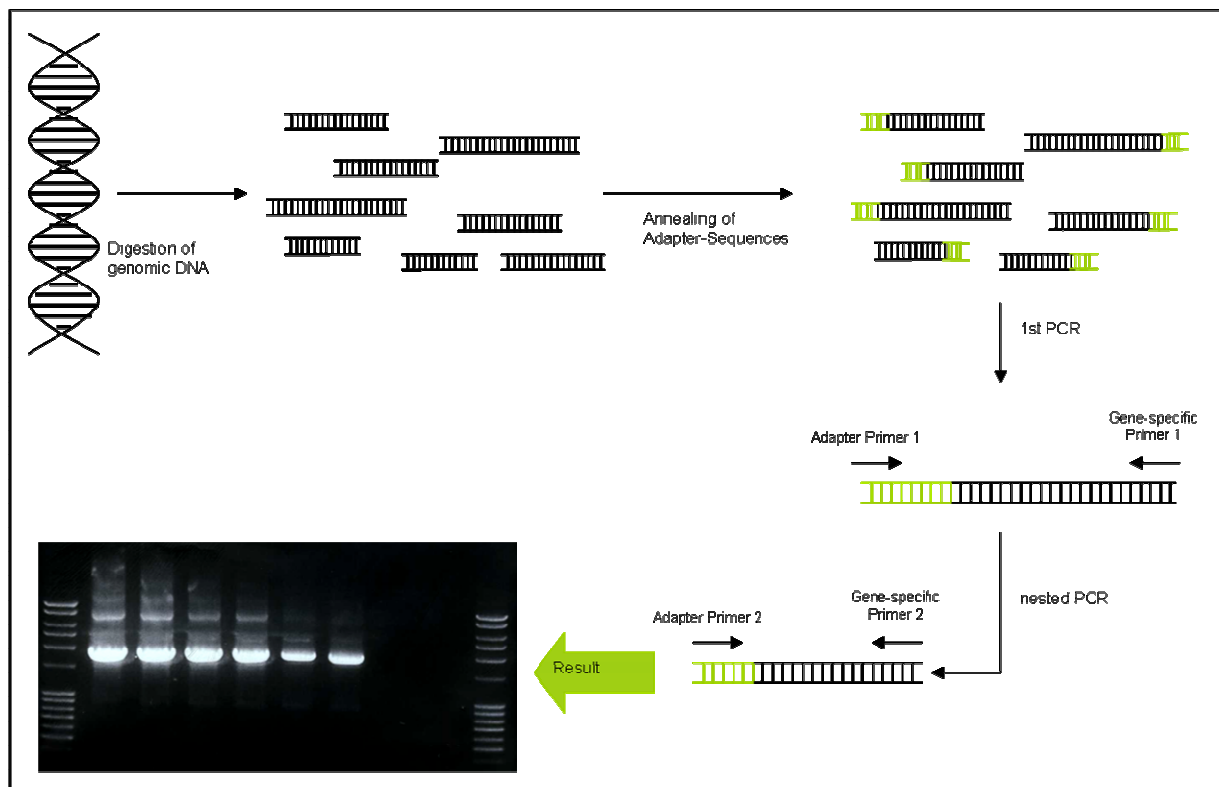 Digestion of
genomic DNA
Annealing of
Adapter-Sequences
1st PCR
Adapter Primer 1
Gene-specific
Primer 1
nested PCR
Adapter Primer 2
Gene-specific
Primer 2
Result